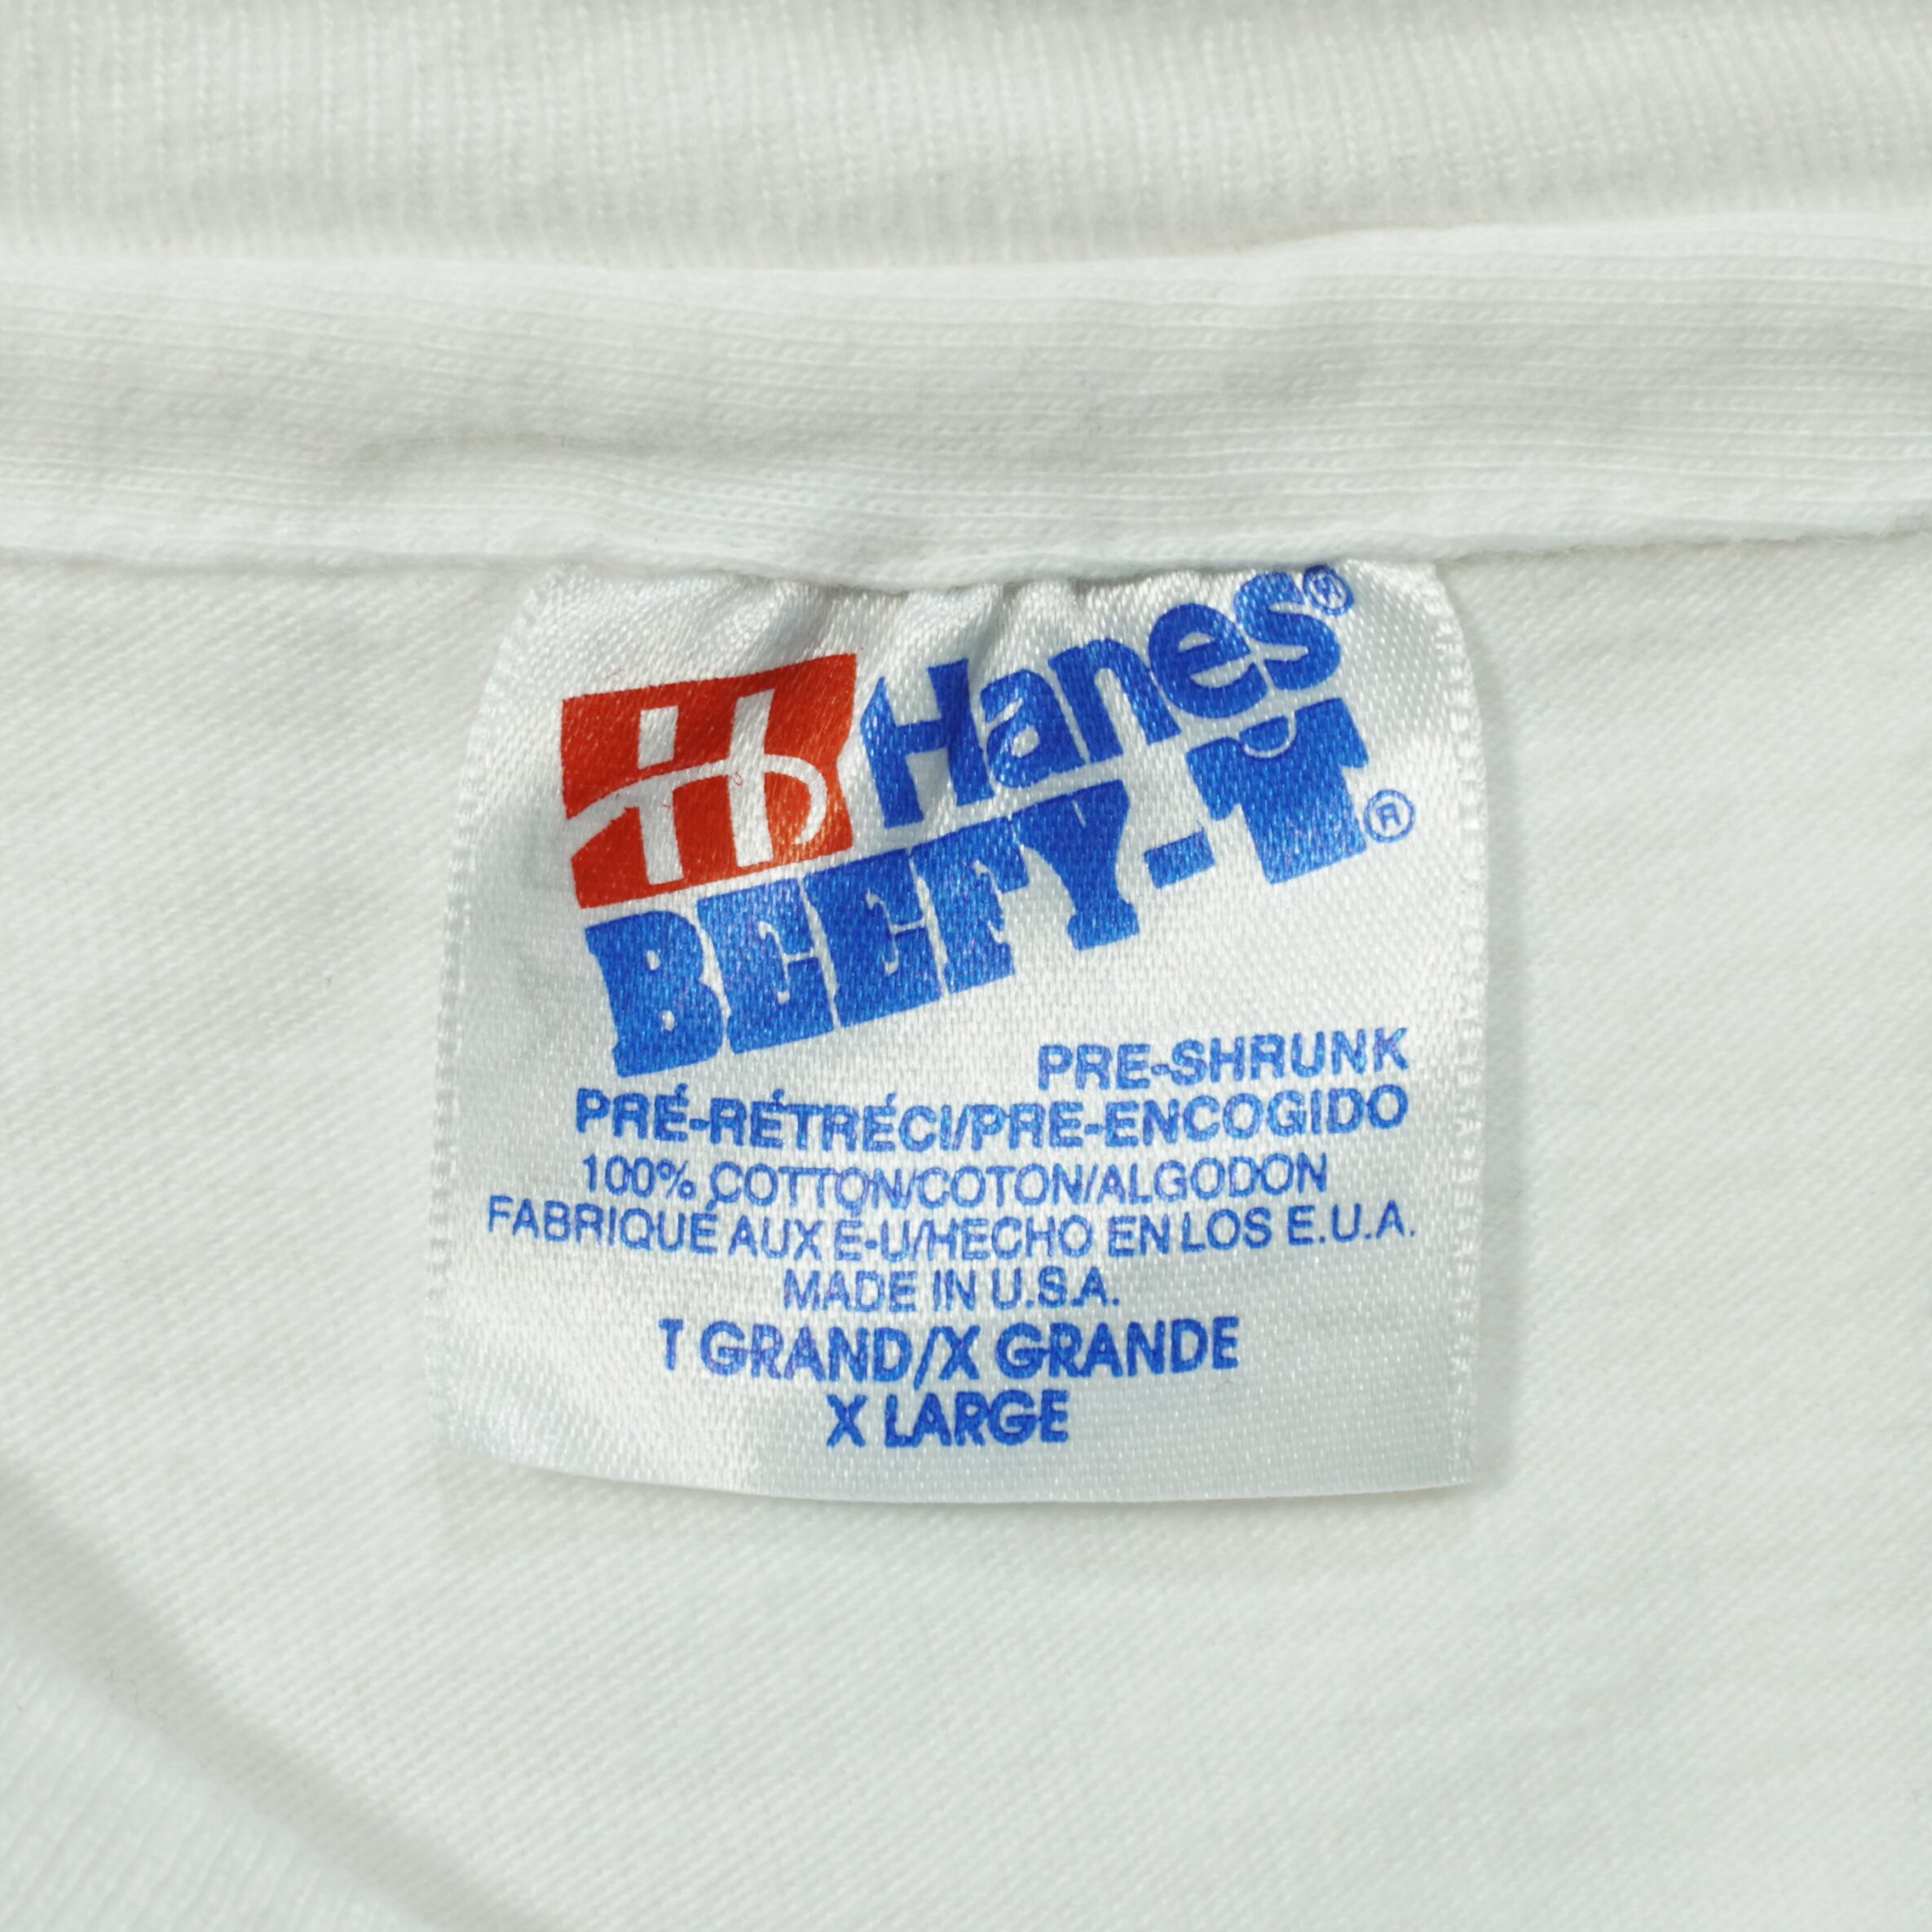 Hanes®
BEEFY-T®
PRE-SHRUNK
PRÉ-RÉTRÉCI/PRE-ENCOGIDO
100% COTTON/COTON/ALGODON
FABRIQUÉ AUX É-U/HECHO EN LOS E.U.A.
MADE IN U.S.A.
T GRAND/X GRANDE
X LARGE